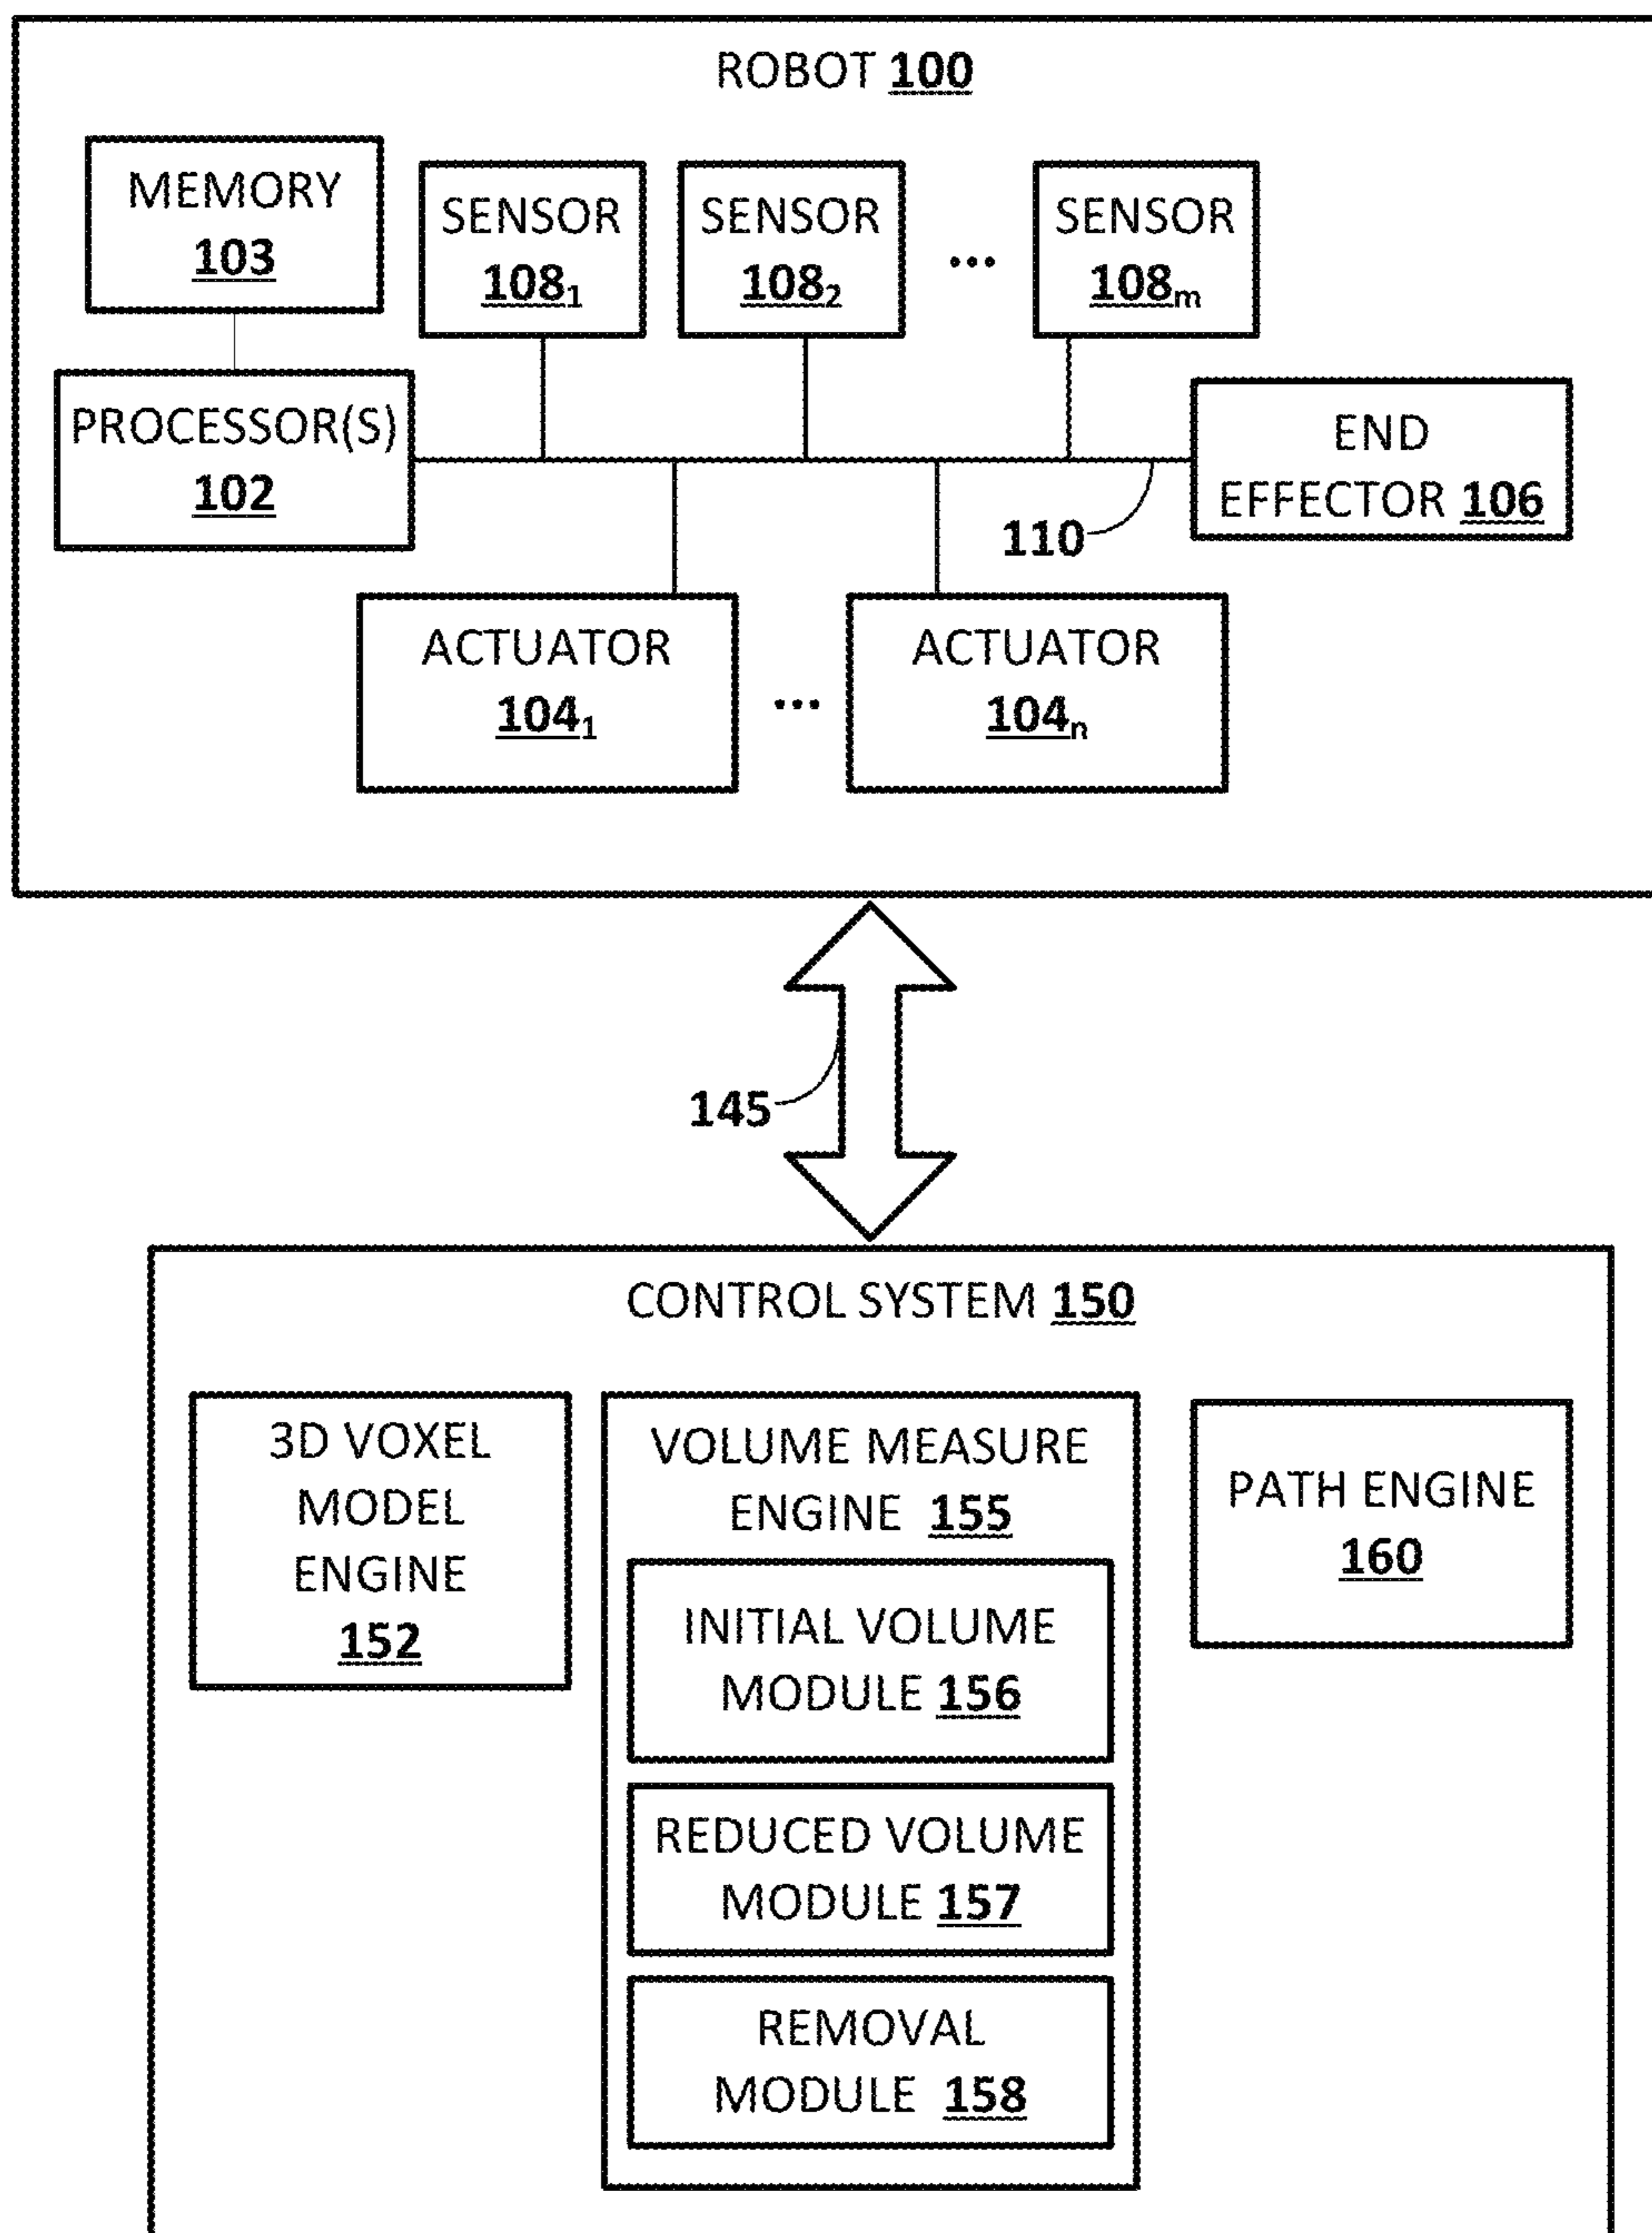 ROBOT 100
MEMORY
103
SENSOR
108₁
SENSOR
108₂
...
SENSOR
108ₘ
PROCESSOR(S)
102
END
EFFECTOR 106
110
ACTUATOR
104₁
...
ACTUATOR
104ₙ
145
CONTROL SYSTEM 150
3D VOXEL
MODEL
ENGINE
152
VOLUME MEASURE
ENGINE 155
INITIAL VOLUME
MODULE 156
REDUCED VOLUME
MODULE 157
REMOVAL
MODULE 158
PATH ENGINE
160